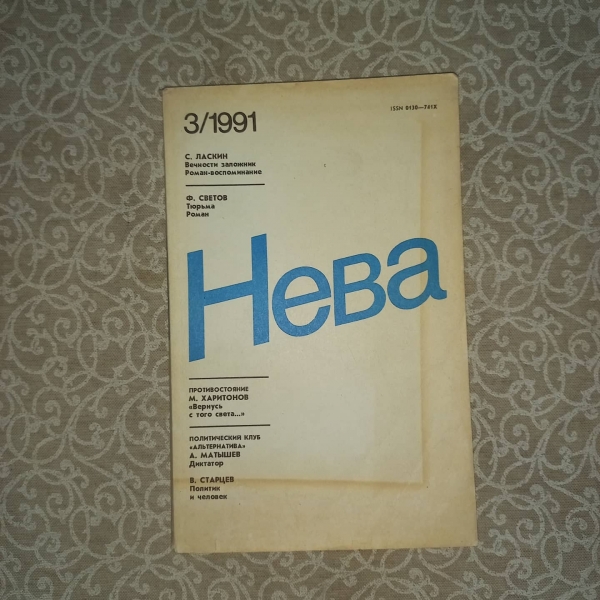 3/1991
ISSN 0130—741X
С. ЛАСКИН
Вечности заложник
Роман-воспоминание
Ф. СВЕТОВ
Тюрьма
Роман
Нева
ПРОТИВОСТОЯНИЕ
М. ХАРИТОНОВ
«Вернусь
с того света...»
ПОЛИТИЧЕСКИЙ КЛУБ
«АЛЬТЕРНАТИВА»
А. МАТЫШЕВ
Диктатор
В. СТАРЦЕВ
Политик
и человек